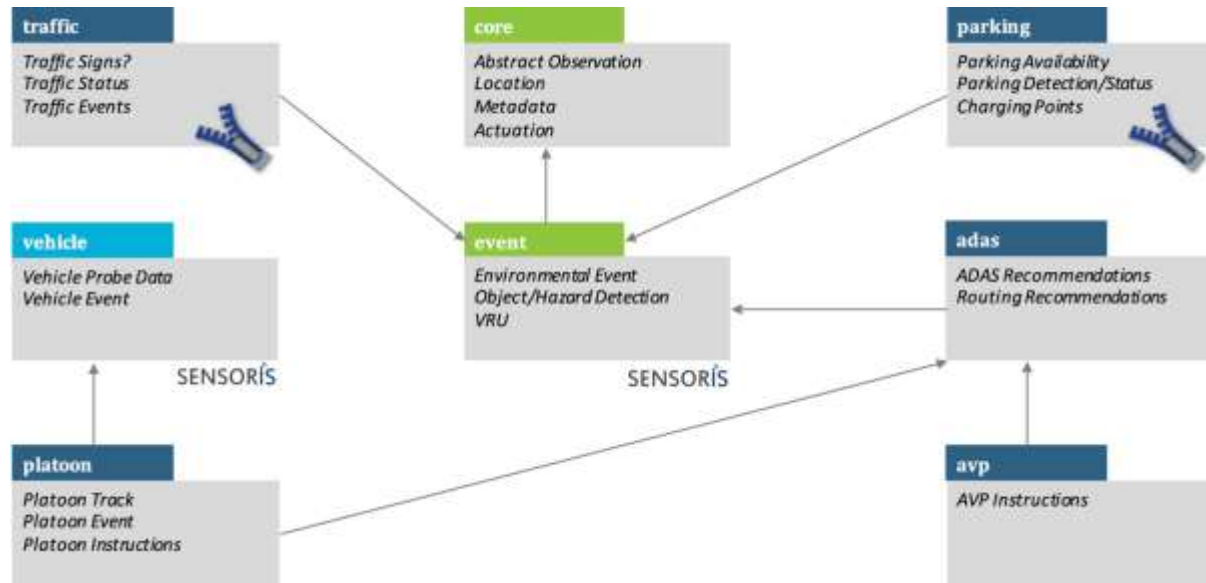 traffic
Traffic Signs?
Traffic Status
Traffic Events
core
Abstract Observation
Location
Metadata
Actuation
parking
Parking Availability
Parking Detection/Status
Charging Points
vehicle
Vehicle Probe Data
Vehicle Event
SENSORÍS
event
Environmental Event
Object/Hazard Detection
VRU
SENSORÍS
adas
ADAS Recommendations
Routing Recommendations
platoon
Platoon Track
Platoon Event
Platoon Instructions
avp
AVP Instructions